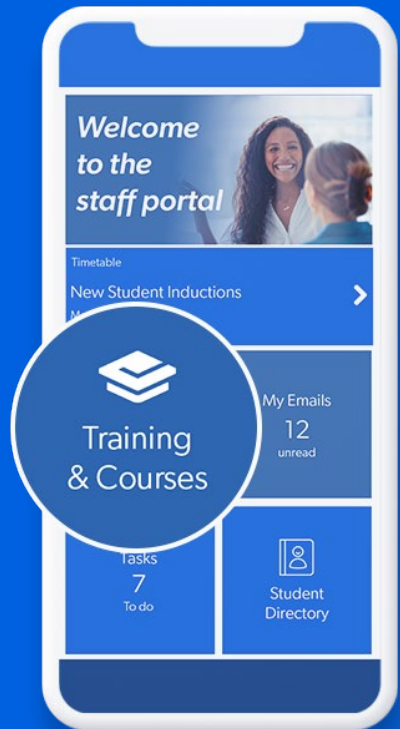 Welcome
to the
staff portal
Timetable
New Student Inductions
Training
& Courses
My Emails
12
unread
Tasks
7
To do
Student
Directory